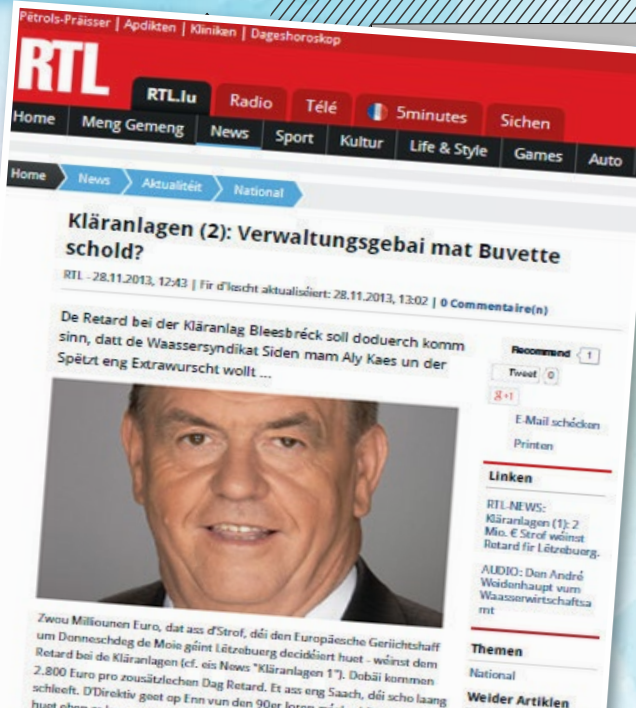 Pétrols-Präisser | Apdikten | Kliniken | Dageshoroskop
RTL
RTL.lu Radio Télé 5minutes Sichen
Home Meng Gemeng News Sport Kultur Life & Style Games Auto
Home News Aktualitéit National
Kläranlagen (2): Verwaltungsgebai mat Buvette
schold?
RTL - 28.11.2013, 12:43 | Fir d'lescht aktualiséiert: 28.11.2013, 13:02 | 0 Commentaire(n)
De Retard bei der Kläranlag Bleesbréck soll doduerch komm
sinn, datt de Waassersyndikat Siden mam Aly Kaes un der
Spëtzt eng Extrawurscht wollt ...
Recommend 1
Tweet 0
g+1
E-Mail schécken
Printen
Linken
RTL-NEWS:
Kläranlagen (1): 2
Mio. € Strof wéinst
Retard fir Lëtzebuerg.
AUDIO: Den André
Weidenhaupt vum
Waasserwirtschaftsa
mt
Themen
National
Weider Artiklen
Zwou Milliounen Euro, dat ass d'Strof, déi den Europäesche Geriichtshaff
um Donneschdeg de Moie géint Lëtzebuerg decidéiert huet - wéinst dem
Retard bei de Kläranlagen (cf. eis News "Kläranlagen 1"). Dobäi kommen
2.800 Euro pro zousätzlechen Dag Retard. Et ass eng Saach, déi scho laang
schleeft. D'Direktiv geet op Enn vun den 90er Joren
huet